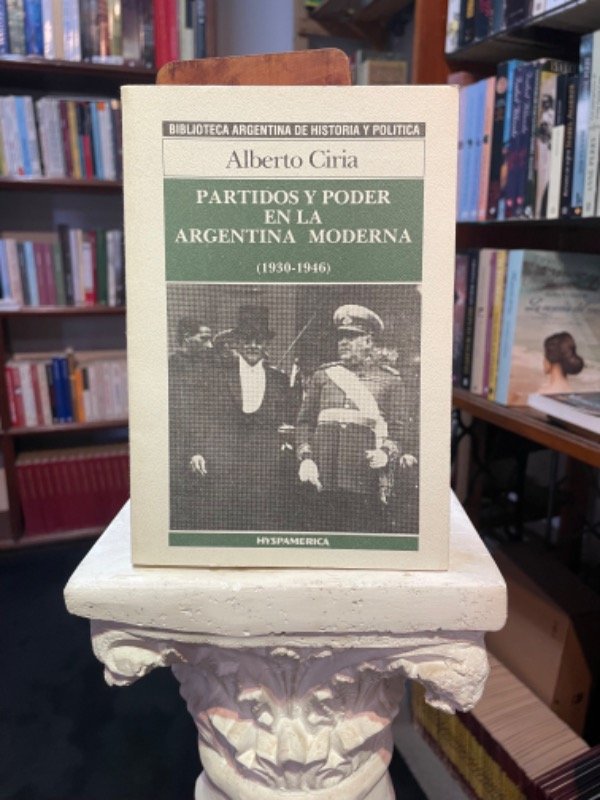 BIBLIOTECA ARGENTINA DE HISTORIA Y POLITICA
Alberto Ciria
PARTIDOS Y PODER
EN LA
ARGENTINA MODERNA
(1930-1946)
HYSPAMERICA